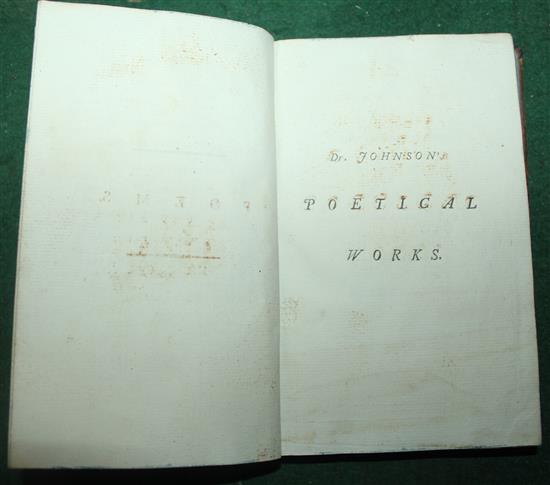 Dr. JOHNSON's
POETICAL
WORKS.